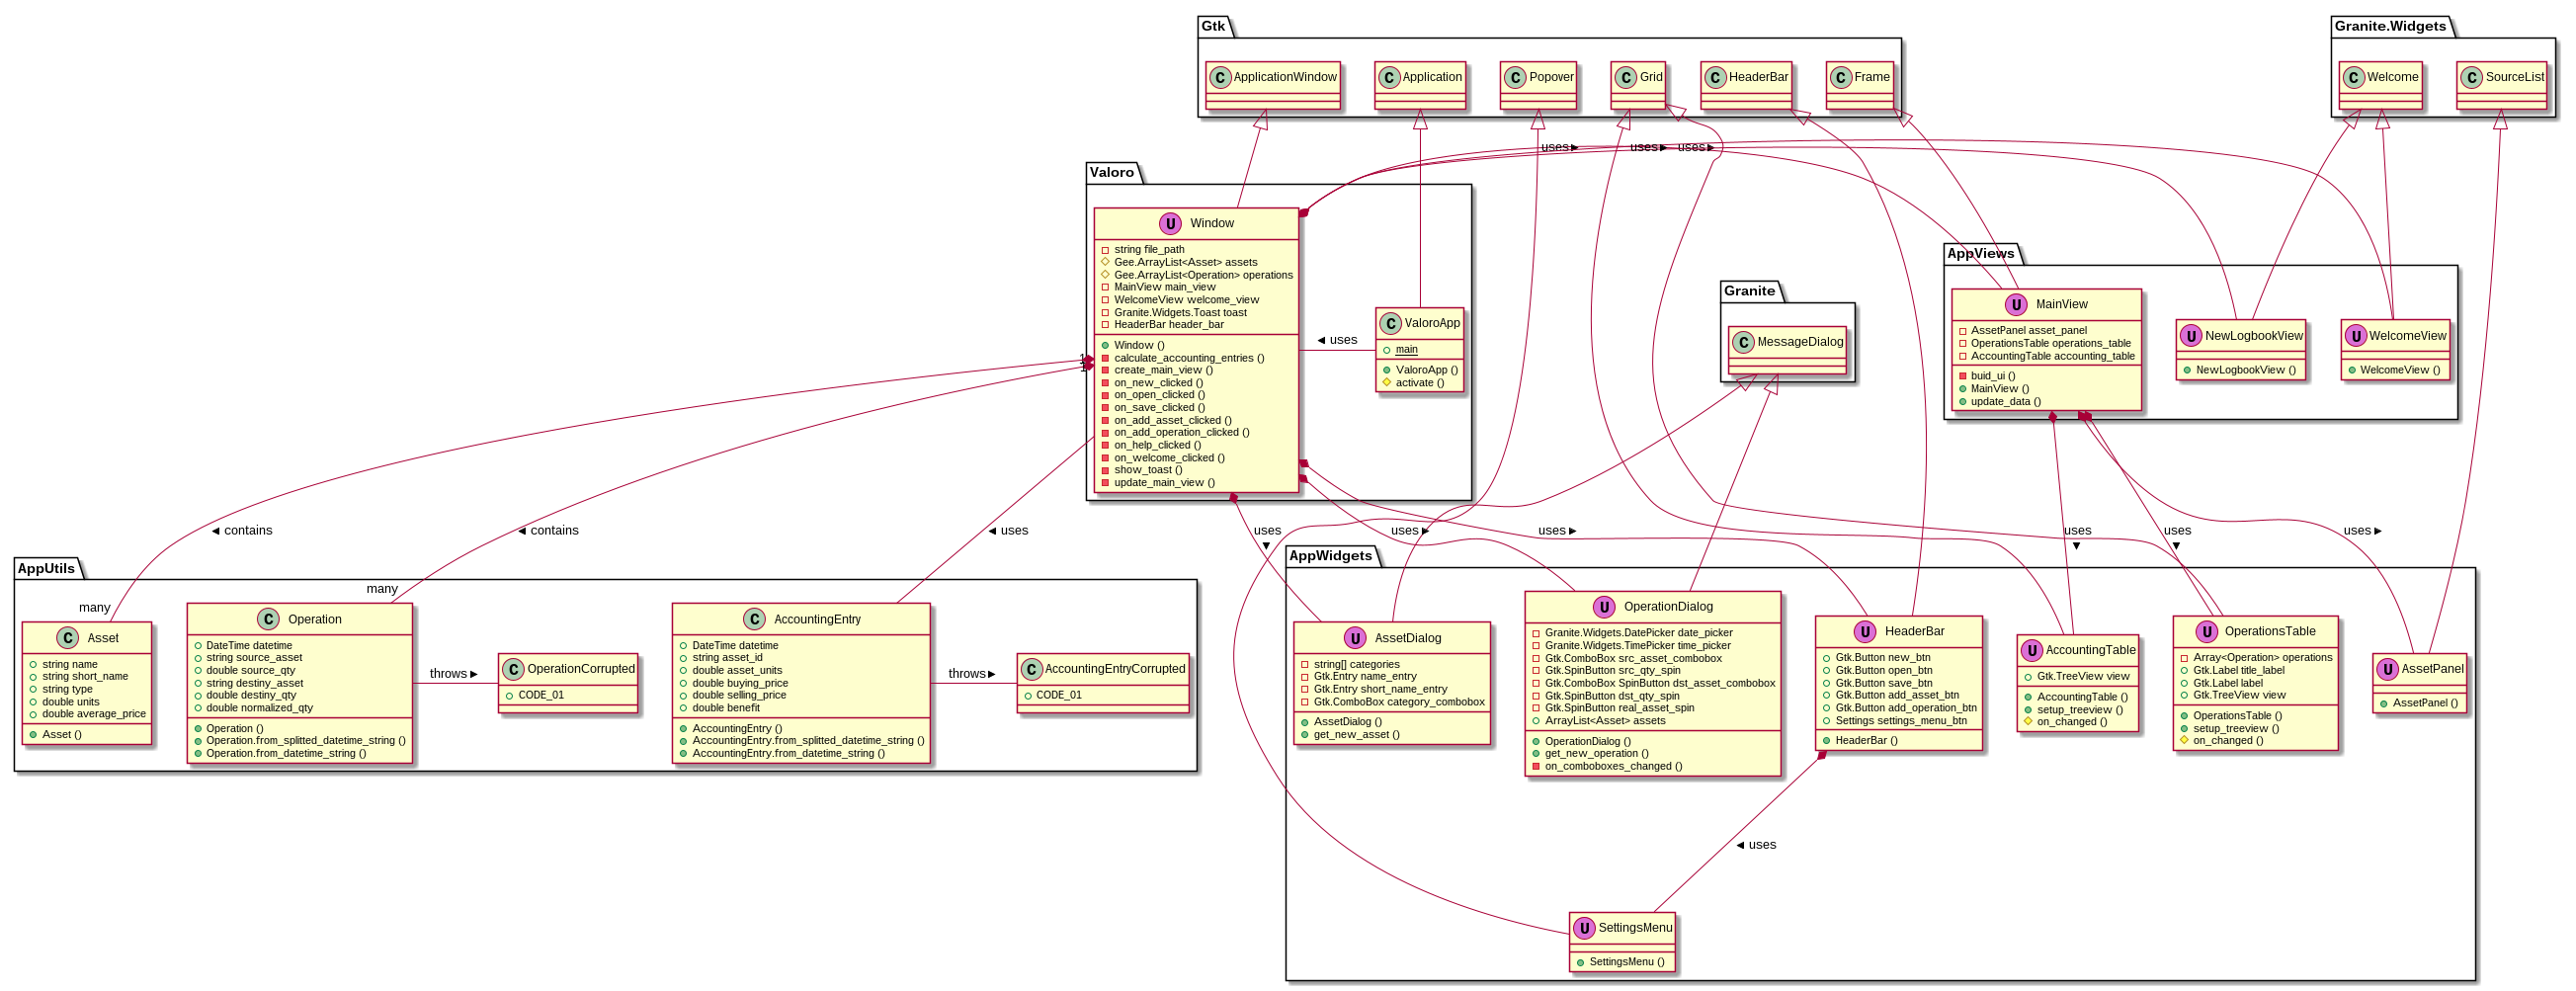 Gtk
C ApplicationWindow
C Application
C Popover
C Grid
C HeaderBar
C Frame
Granite.Widgets
C Welcome
C SourceList
uses ►
uses ►
uses ►
Valoro
U Window
string file_path
Gee.ArrayList<Asset> assets
Gee.ArrayList<Operation> operations
MainView main_view
WelcomeView welcome_view
Granite.Widgets.Toast toast
HeaderBar header_bar
Window ()
calculate_accounting_entries ()
create_main_view ()
on_new_clicked ()
on_open_clicked ()
on_save_clicked ()
on_add_asset_clicked ()
on_add_operation_clicked ()
on_help_clicked ()
on_welcome_clicked ()
show_toast ()
update_main_view ()
◄ uses
C ValoroApp
main
ValoroApp ()
activate ()
Granite
C MessageDialog
AppViews
U MainView
AssetPanel asset_panel
OperationsTable operations_table
AccountingTable accounting_table
buid_ui ()
MainView ()
update_data ()
U NewLogbookView
NewLogbookView ()
U WelcomeView
WelcomeView ()
1
1
◄ contains
◄ contains
◄ uses
uses
▼
uses ►
uses ►
uses
▼
uses
▼
uses ►
AppUtils
many
many
C Asset
string name
string short_name
string type
double units
double average_price
Asset ()
C Operation
DateTime datetime
string source_asset
double source_qty
string destiny_asset
double destiny_qty
double normalized_qty
Operation ()
Operation.from_splitted_datetime_string ()
Operation.from_datetime_string ()
throws ►
C OperationCorrupted
CODE_01
C AccountingEntry
DateTime datetime
string asset_id
double asset_units
double buying_price
double selling_price
double benefit
AccountingEntry ()
AccountingEntry.from_splitted_datetime_string ()
AccountingEntry.from_datetime_string ()
throws ►
C AccountingEntryCorrupted
CODE_01
AppWidgets
U AssetDialog
string[] categories
Gtk.Entry name_entry
Gtk.Entry short_name_entry
Gtk.ComboBox category_combobox
AssetDialog ()
get_new_asset ()
U OperationDialog
Granite.Widgets.DatePicker date_picker
Granite.Widgets.TimePicker time_picker
Gtk.ComboBox src_asset_combobox
Gtk.SpinButton src_qty_spin
Gtk.ComboBox SpinButton dst_asset_combobox
Gtk.SpinButton dst_qty_spin
Gtk.SpinButton real_asset_spin
ArrayList<Asset> assets
OperationDialog ()
get_new_operation ()
on_comboboxes_changed ()
U HeaderBar
Gtk.Button new_btn
Gtk.Button open_btn
Gtk.Button save_btn
Gtk.Button add_asset_btn
Gtk.Button add_operation_btn
Settings settings_menu_btn
HeaderBar ()
U AccountingTable
Gtk.TreeView view
AccountingTable ()
setup_treeview ()
on_changed ()
U OperationsTable
Array<Operation> operations
Gtk.Label title_label
Gtk.Label label
Gtk.TreeView view
OperationsTable ()
setup_treeview ()
on_changed ()
U AssetPanel
AssetPanel ()
◄ uses
U SettingsMenu
SettingsMenu ()